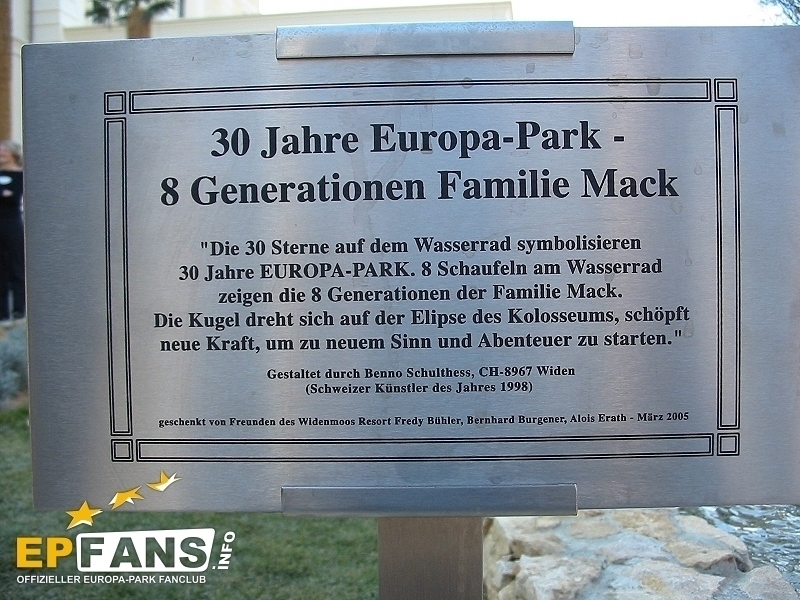 30 Jahre Europa-Park -
8 Generationen Familie Mack
"Die 30 Sterne auf dem Wasserrad symbolisieren
30 Jahre EUROPA-PARK. 8 Schaufeln am Wasserrad
zeigen die 8 Generationen der Familie Mack.
Die Kugel dreht sich auf der Elipse des Kolosseums, schöpft
neue Kraft, um zu neuem Sinn und Abenteuer zu starten."
Gestaltet durch Benno Schulthess, CH-8967 Widen
(Schweizer Künstler des Jahres 1998)
geschenkt von Freunden des Widenmoos Resort Fredy Bühler, Bernhard Burgener, Alois Erath - März 2005
EPFANS.INFO
OFFIZIELLER EUROPA-PARK FANCLUB